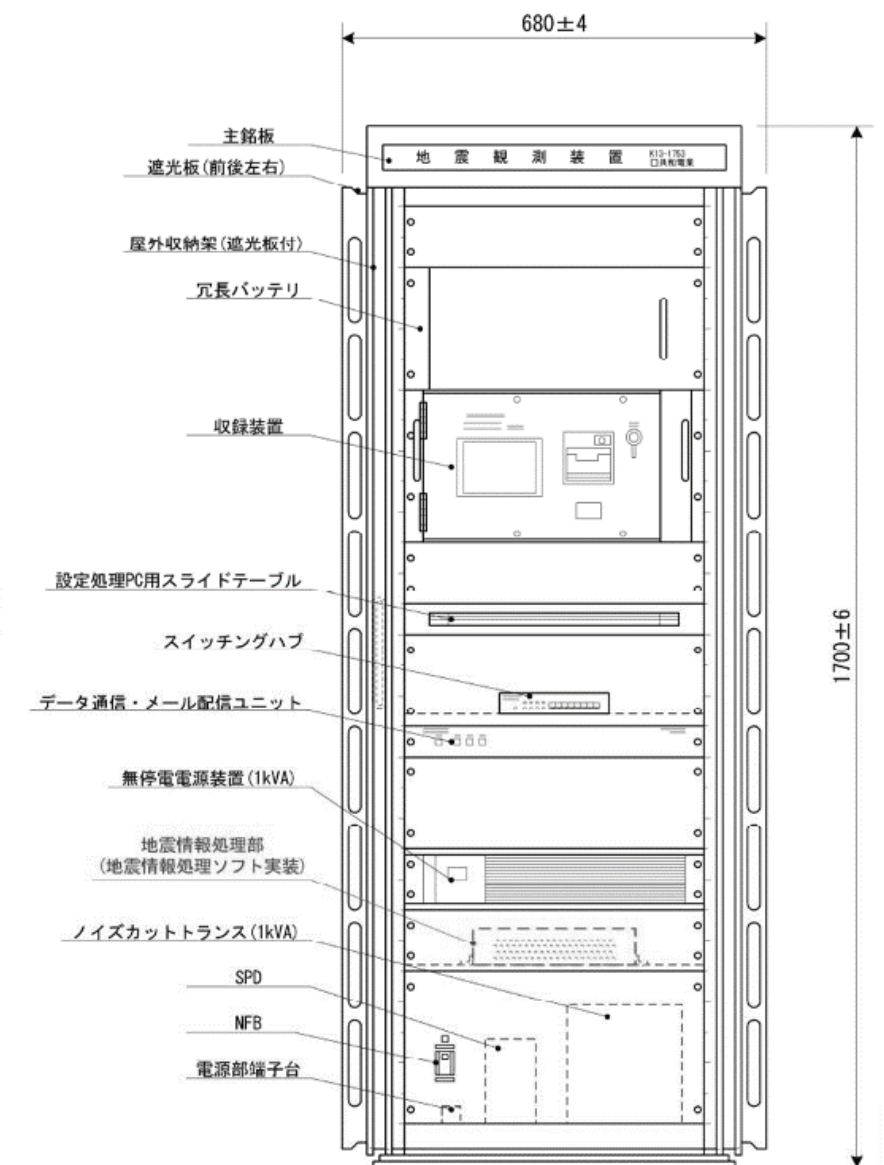 680±4
主銘板
地震観測装置 K13-1753
共和電業
遮光板(前後左右)
屋外収納架(遮光板付)
冗長バッテリ
収録装置
設定処理PC用スライドテーブル
スイッチングハブ
1700±6
データ通信・メール配信ユニット
無停電電源装置(1kVA)
地震情報処理部
(地震情報処理ソフト実装)
ノイズカットトランス(1kVA)
SPD
NFB
電源部端子台